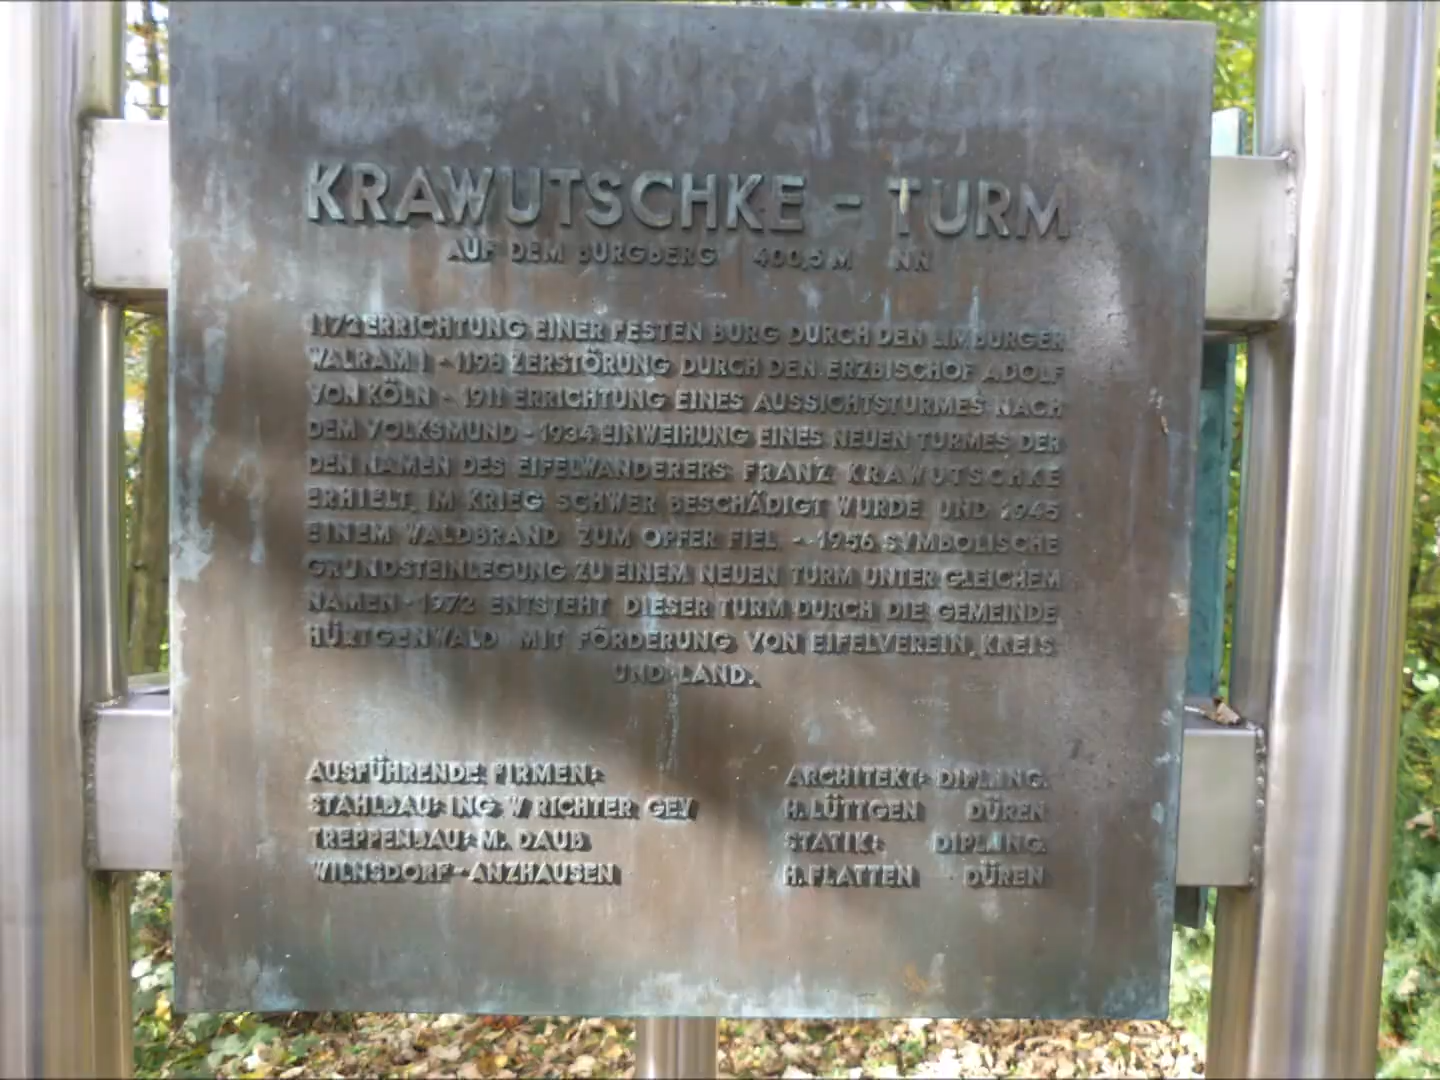 KRAWUTSCHKE - TURM
AUF DEM BURGBERG 400,5 M NN
1172 ERRICHTUNG EINER FESTEN BURG DURCH DEN LIMBURGER
WALRAM I - 1198 ZERSTÖRUNG DURCH DEN ERZBISCHOF ADOLF
VON KÖLN - 1911 ERRICHTUNG EINES AUSSICHTSTURMES NACH
DEM VOLKSMUND - 1934 EINWEIHUNG EINES NEUEN TURMES DER
DEN NAMEN DES EIFELWANDERERS FRANZ KRAWUTSCHKE
ERHIELT, IM KRIEG SCHWER BESCHÄDIGT WURDE UND 1945
EINEM WALDBRAND ZUM OPFER FIEL - 1956 SYMBOLISCHE
GRUNDSTEINLEGUNG ZU EINEM NEUEN TURM UNTER GLEICHEM
NAMEN - 1972 ENTSTEHT DIESER TURM DURCH DIE GEMEINDE
HÜRTGENWALD MIT FÖRDERUNG VON EIFELVEREIN, KREIS
UND LAND.
AUSFÜHRENDE FIRMEN:
STAHLBAU: ING W RICHTER GEY
TREPPENBAU: M. DAUB
WILNSDORF-ANZHAUSEN
ARCHITEKT: DIPL.ING.
H. LÜTTGEN DÜREN
STATIK: DIPL.ING.
H. FLATTEN DÜREN